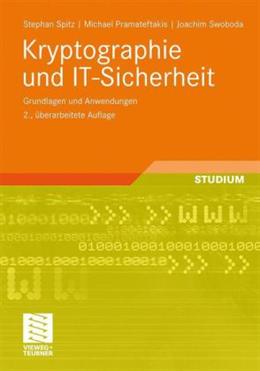 Stephan Spitz | Michael Pramateftakis | Joachim Swoboda
Kryptographie
und IT-Sicherheit
Grundlagen und Anwendungen
2., überarbeitete Auflage
STUDIUM
WWW
VIEWEG+
TEUBNER